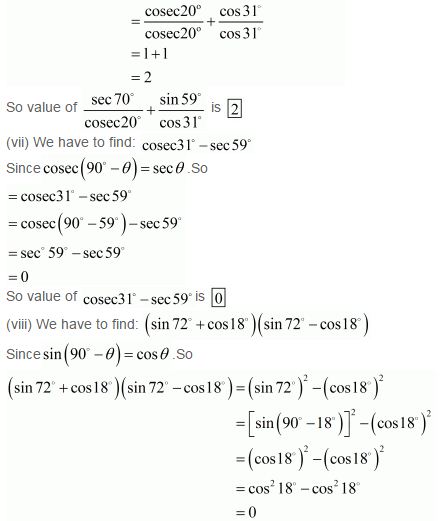 = cosec20° / cosec20° + cos31° / cos31°
= 1 + 1
= 2
So value of sec70° / cosec20° + sin59° / cos31° is 2
(vii) We have to find: cosec31° − sec59°
Since cosec(90° − θ) = secθ .So
= cosec31° − sec59°
= cosec(90° − 59°) − sec59°
= sec° 59° − sec59°
= 0
So value of cosec31° − sec59° is 0
(viii) We have to find: (sin72° + cos18°)(sin72° − cos18°)
Since sin(90° − θ) = cosθ .So
(sin72° + cos18°)(sin72° − cos18°) = (sin72°)² − (cos18°)²
= [sin(90° − 18°)]² − (cos18°)²
= (cos18°)² − (cos18°)²
= cos²18° − cos²18°
= 0